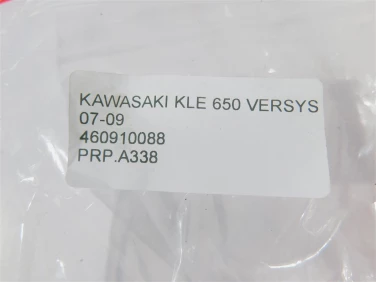 KAWASAKI KLE 650 VERSYS
07-09
460910088
PRP.A338